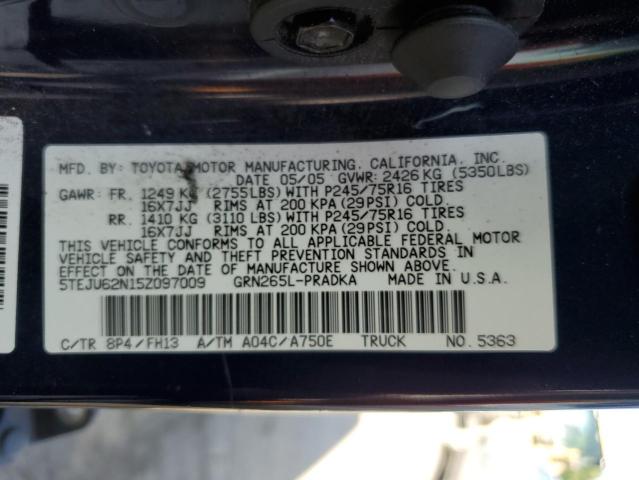 MFD. BY: TOYOTA MOTOR MANUFACTURING, CALIFORNIA, INC.
DATE 05/05 GVWR: 2426 KG (5350 LBS)
GAWR: FR. 1249 KG (2755LBS) WITH P245/75R16 TIRES
16X7JJ RIMS AT 200 KPA (29PSI) COLD.
RR. 1410 KG (3110 LBS) WITH P245/75R16 TIRES
16X7JJ RIMS AT 200 KPA (29PSI) COLD.
THIS VEHICLE CONFORMS TO ALL APPLICABLE FEDERAL MOTOR
VEHICLE SAFETY AND THEFT PREVENTION STANDARDS IN
EFFECT ON THE DATE OF MANUFACTURE SHOWN ABOVE.
5TEJU62N15Z097009 GRN265L-PRADKA MADE IN U.S.A.
C/TR 8P4/FH13 A/TM A04C/A750E TRUCK NO. 5363